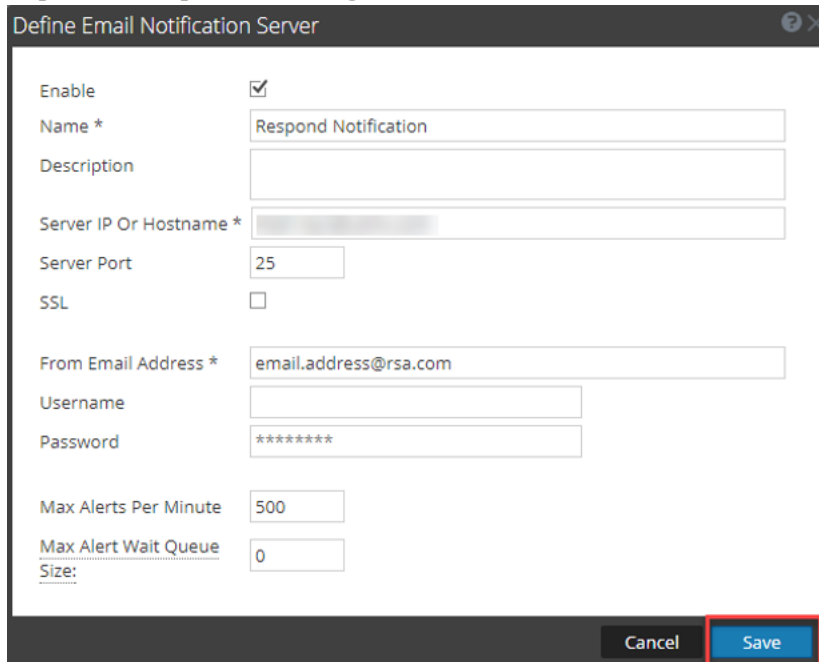 Define Email Notification Server
Enable
Name * Respond Notification
Description
Server IP Or Hostname *
Server Port 25
SSL
From Email Address * email.address@rsa.com
Username
Password ********
Max Alerts Per Minute 500
Max Alert Wait Queue
Size: 0
Cancel Save